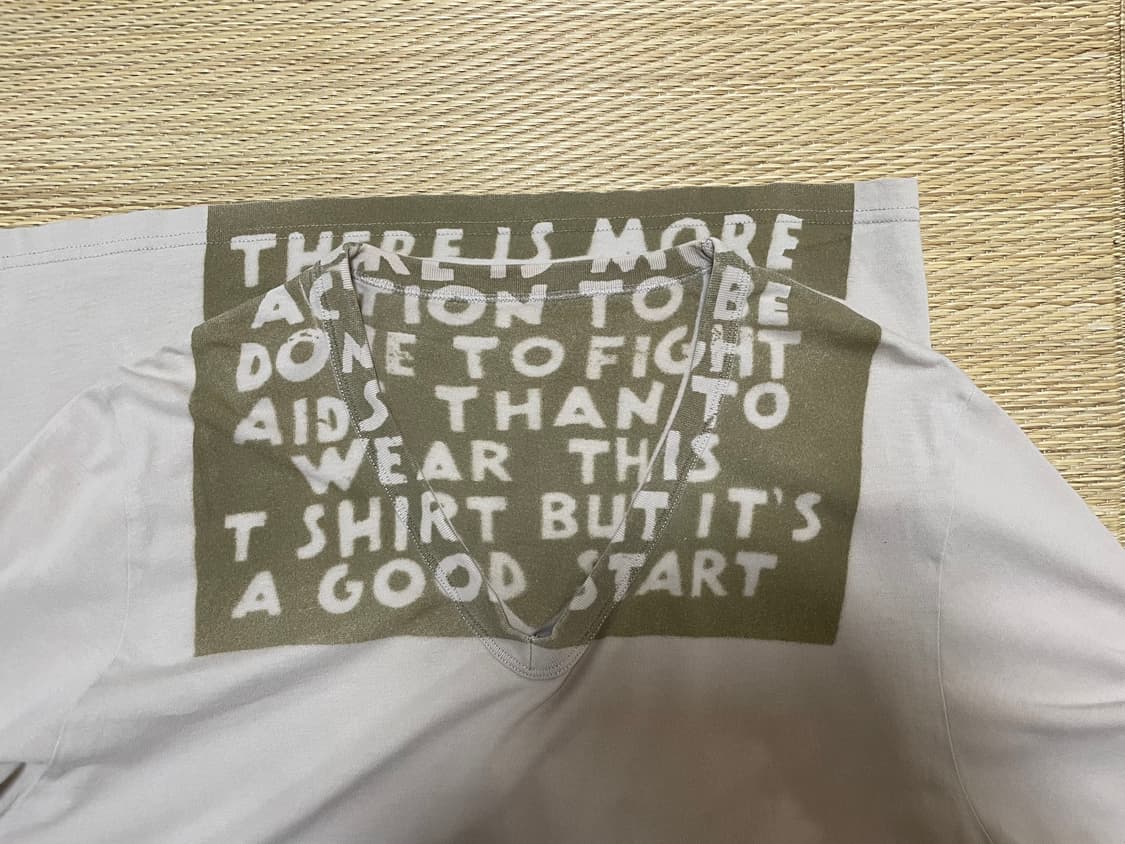 THERE IS MORE
ACTION TO BE
DONE TO FIGHT
AIDS THAN TO
WEAR THIS
T SHIRT BUT IT'S
A GOOD START